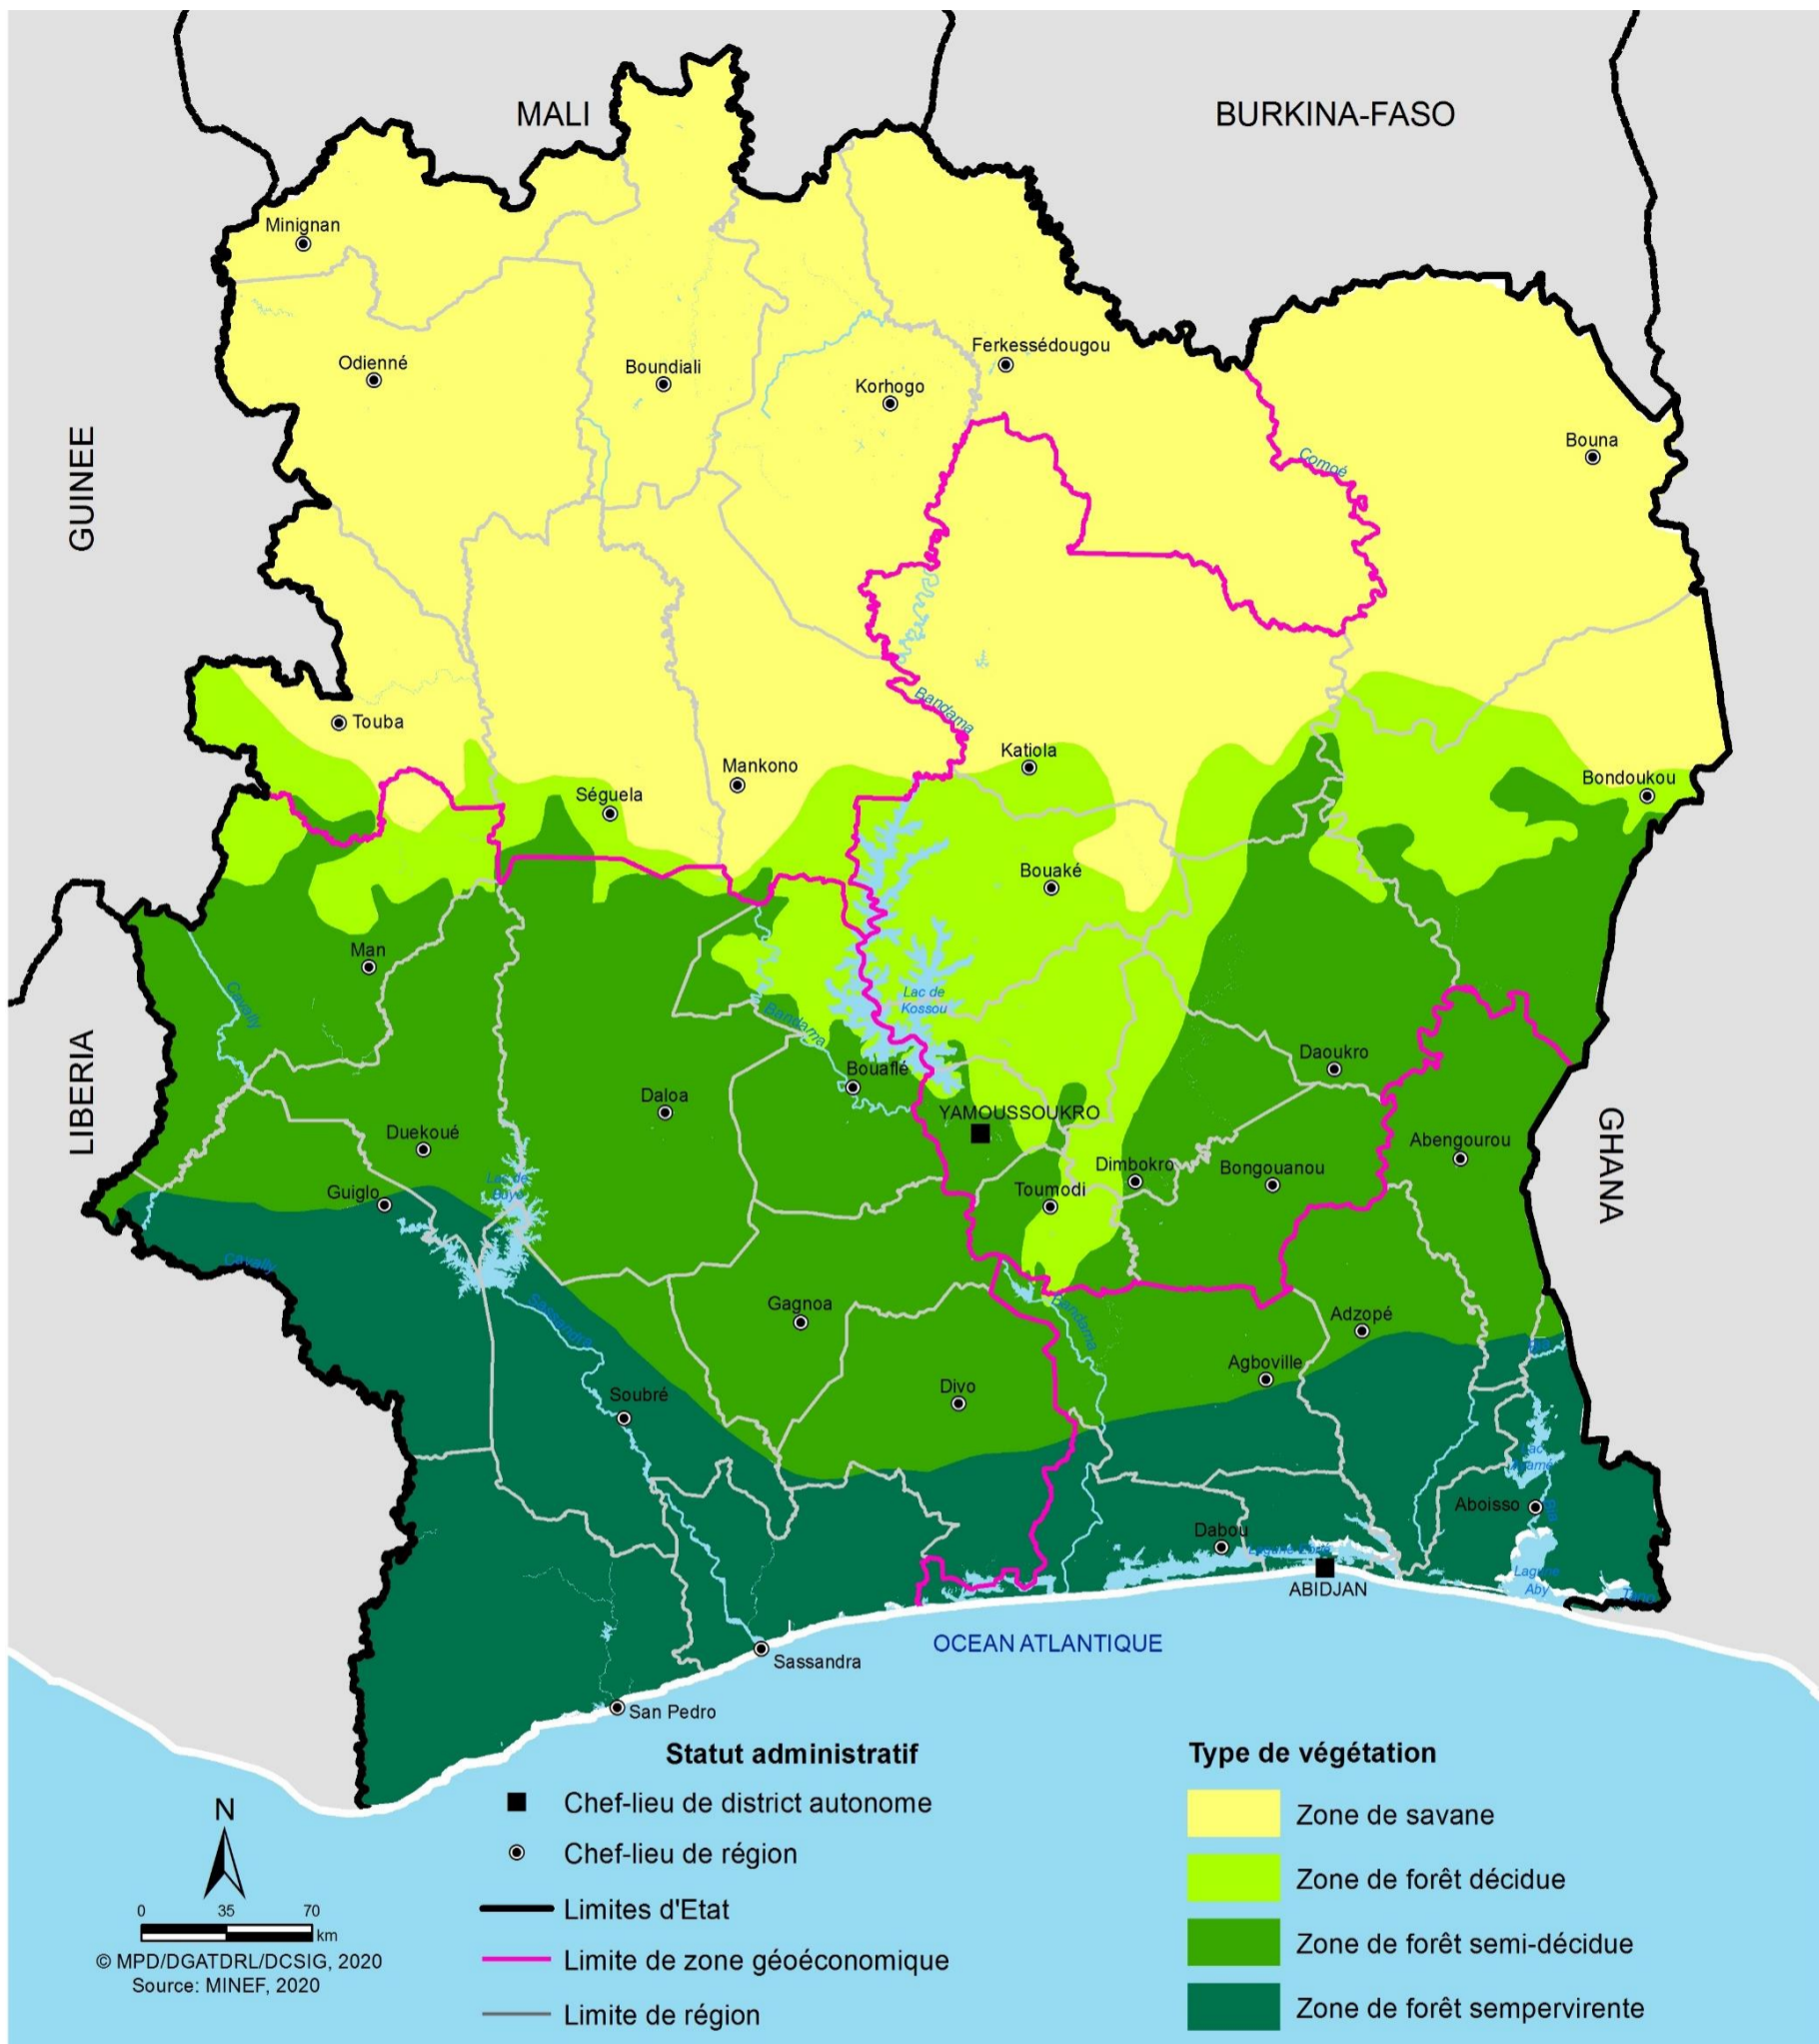 MALI
BURKINA-FASO
Minignan
Odienné
Boundiali
Ferkessédougou
Korhogo
Bouna
GUINEE
Comoé
Touba
Bandama
Katiola
Mankono
Séguela
Bondoukou
Bouaké
Man
Cavally
Lac de
Kossou
Bandama
Bouaflé
Daoukro
LIBERIA
Daloa
YAMOUSSOUKRO
Duekoué
Abengourou
GHANA
Dimbokro
Bongouanou
Guiglo
Lac de
Buyo
Toumodi
Cavally
Sassandra
Bandama
Gagnoa
Adzopé
Soubré
Divo
Agboville
Lac
Aboisso
Dabou
ABIDJAN
Lagune
Aby
OCEAN ATLANTIQUE
Sassandra
San Pedro
Statut administratif
Chef-lieu de district autonome
Chef-lieu de région
Limites d'Etat
Limite de zone géoéconomique
Limite de région
Type de végétation
Zone de savane
Zone de forêt décidue
Zone de forêt semi-décidue
Zone de forêt sempervirente
N
0 35 70
km
© MPD/DGATDRL/DCSIG, 2020
Source: MINEF, 2020